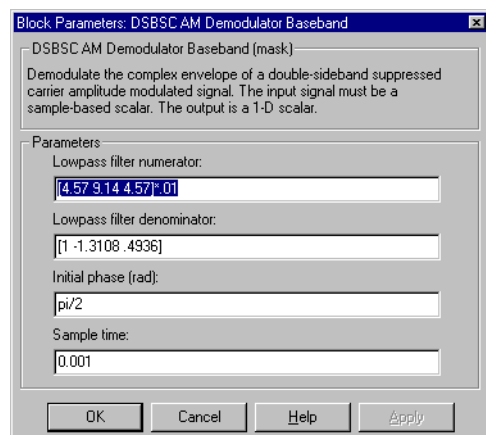 Block Parameters: DSBSC AM Demodulator Baseband
DSBSC AM Demodulator Baseband (mask)
Demodulate the complex envelope of a double-sideband suppressed
carrier amplitude modulated signal. The input signal must be a
sample-based scalar. The output is a 1-D scalar.
Parameters
Lowpass filter numerator:
[4.57 9.14 4.57]*.01
Lowpass filter denominator:
[1 -1.3108 .4936]
Initial phase (rad):
pi/2
Sample time:
0.001
OK Cancel Help Apply